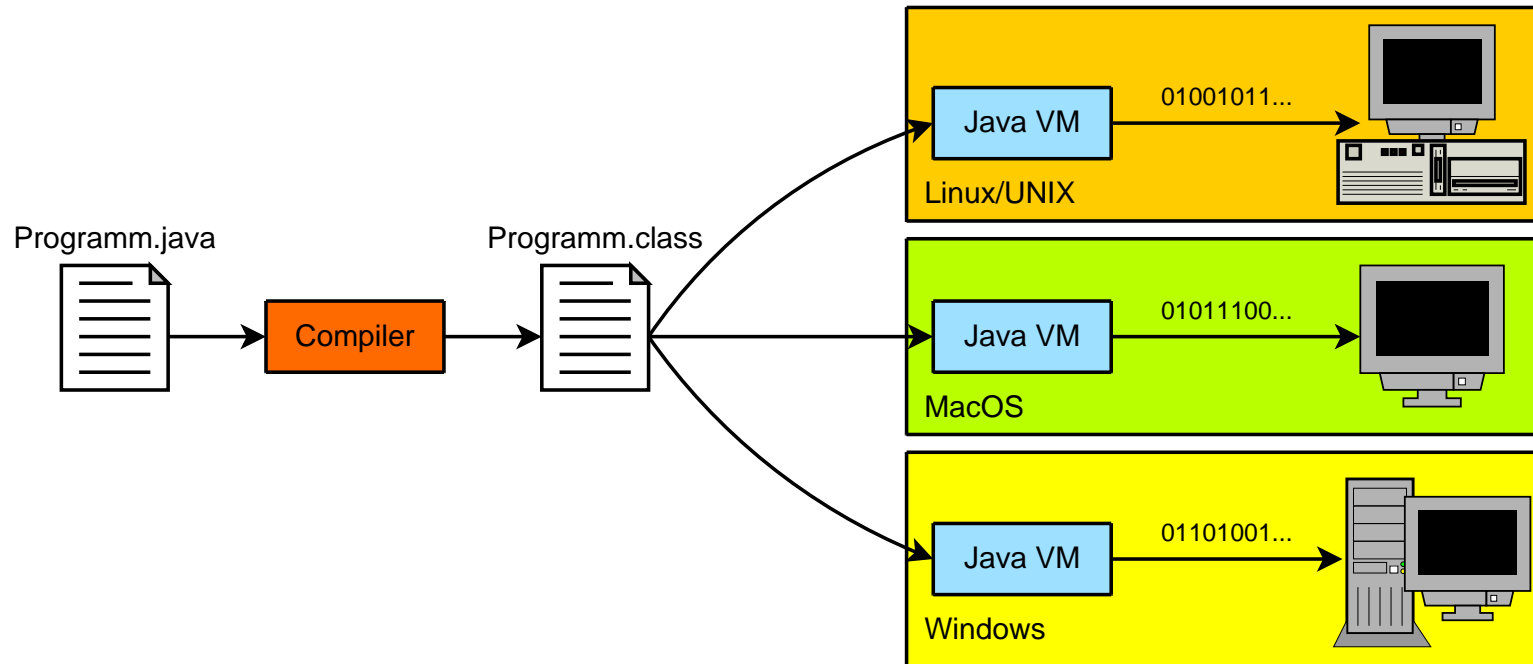 Programm.java
Compiler
Programm.class
Java VM
01001011...
Linux/UNIX
Java VM
01011100...
MacOS
Java VM
01101001...
Windows